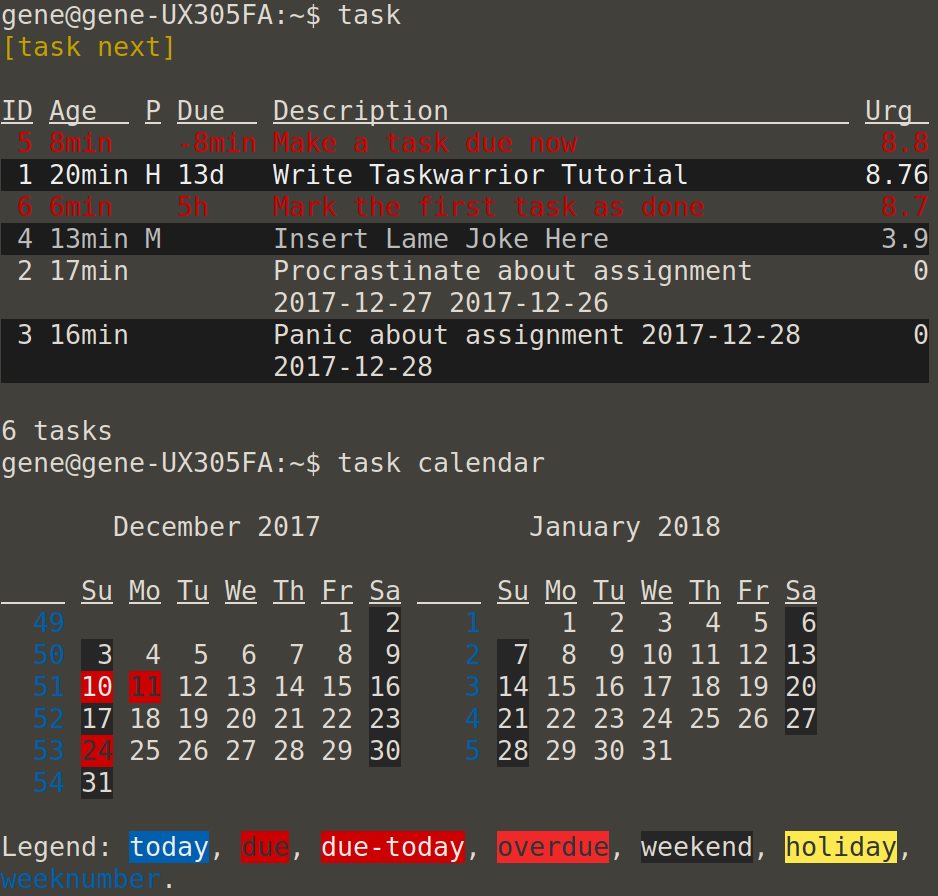 gene@gene-UX305FA:~$ task
[task next]
ID Age P Due Description Urg
5 8min -8min Make a task due now 8.8
1 20min H 13d Write Taskwarrior Tutorial 8.76
6 6min 5h Mark the first task as done 8.7
4 13min M Insert Lame Joke Here 3.9
2 17min Procrastinate about assignment 0
2017-12-27 2017-12-26
3 16min Panic about assignment 2017-12-28 0
2017-12-28
6 tasks
gene@gene-UX305FA:~$ task calendar
December 2017 January 2018
Su Mo Tu We Th Fr Sa Su Mo Tu We Th Fr Sa
49 1 2 1 1 2 3 4 5 6
50 3 4 5 6 7 8 9 2 7 8 9 10 11 12 13
51 10 11 12 13 14 15 16 3 14 15 16 17 18 19 20
52 17 18 19 20 21 22 23 4 21 22 23 24 25 26 27
53 24 25 26 27 28 29 30 5 28 29 30 31
54 31
Legend: today, due, due-today, overdue, weekend, holiday,
weeknumber.